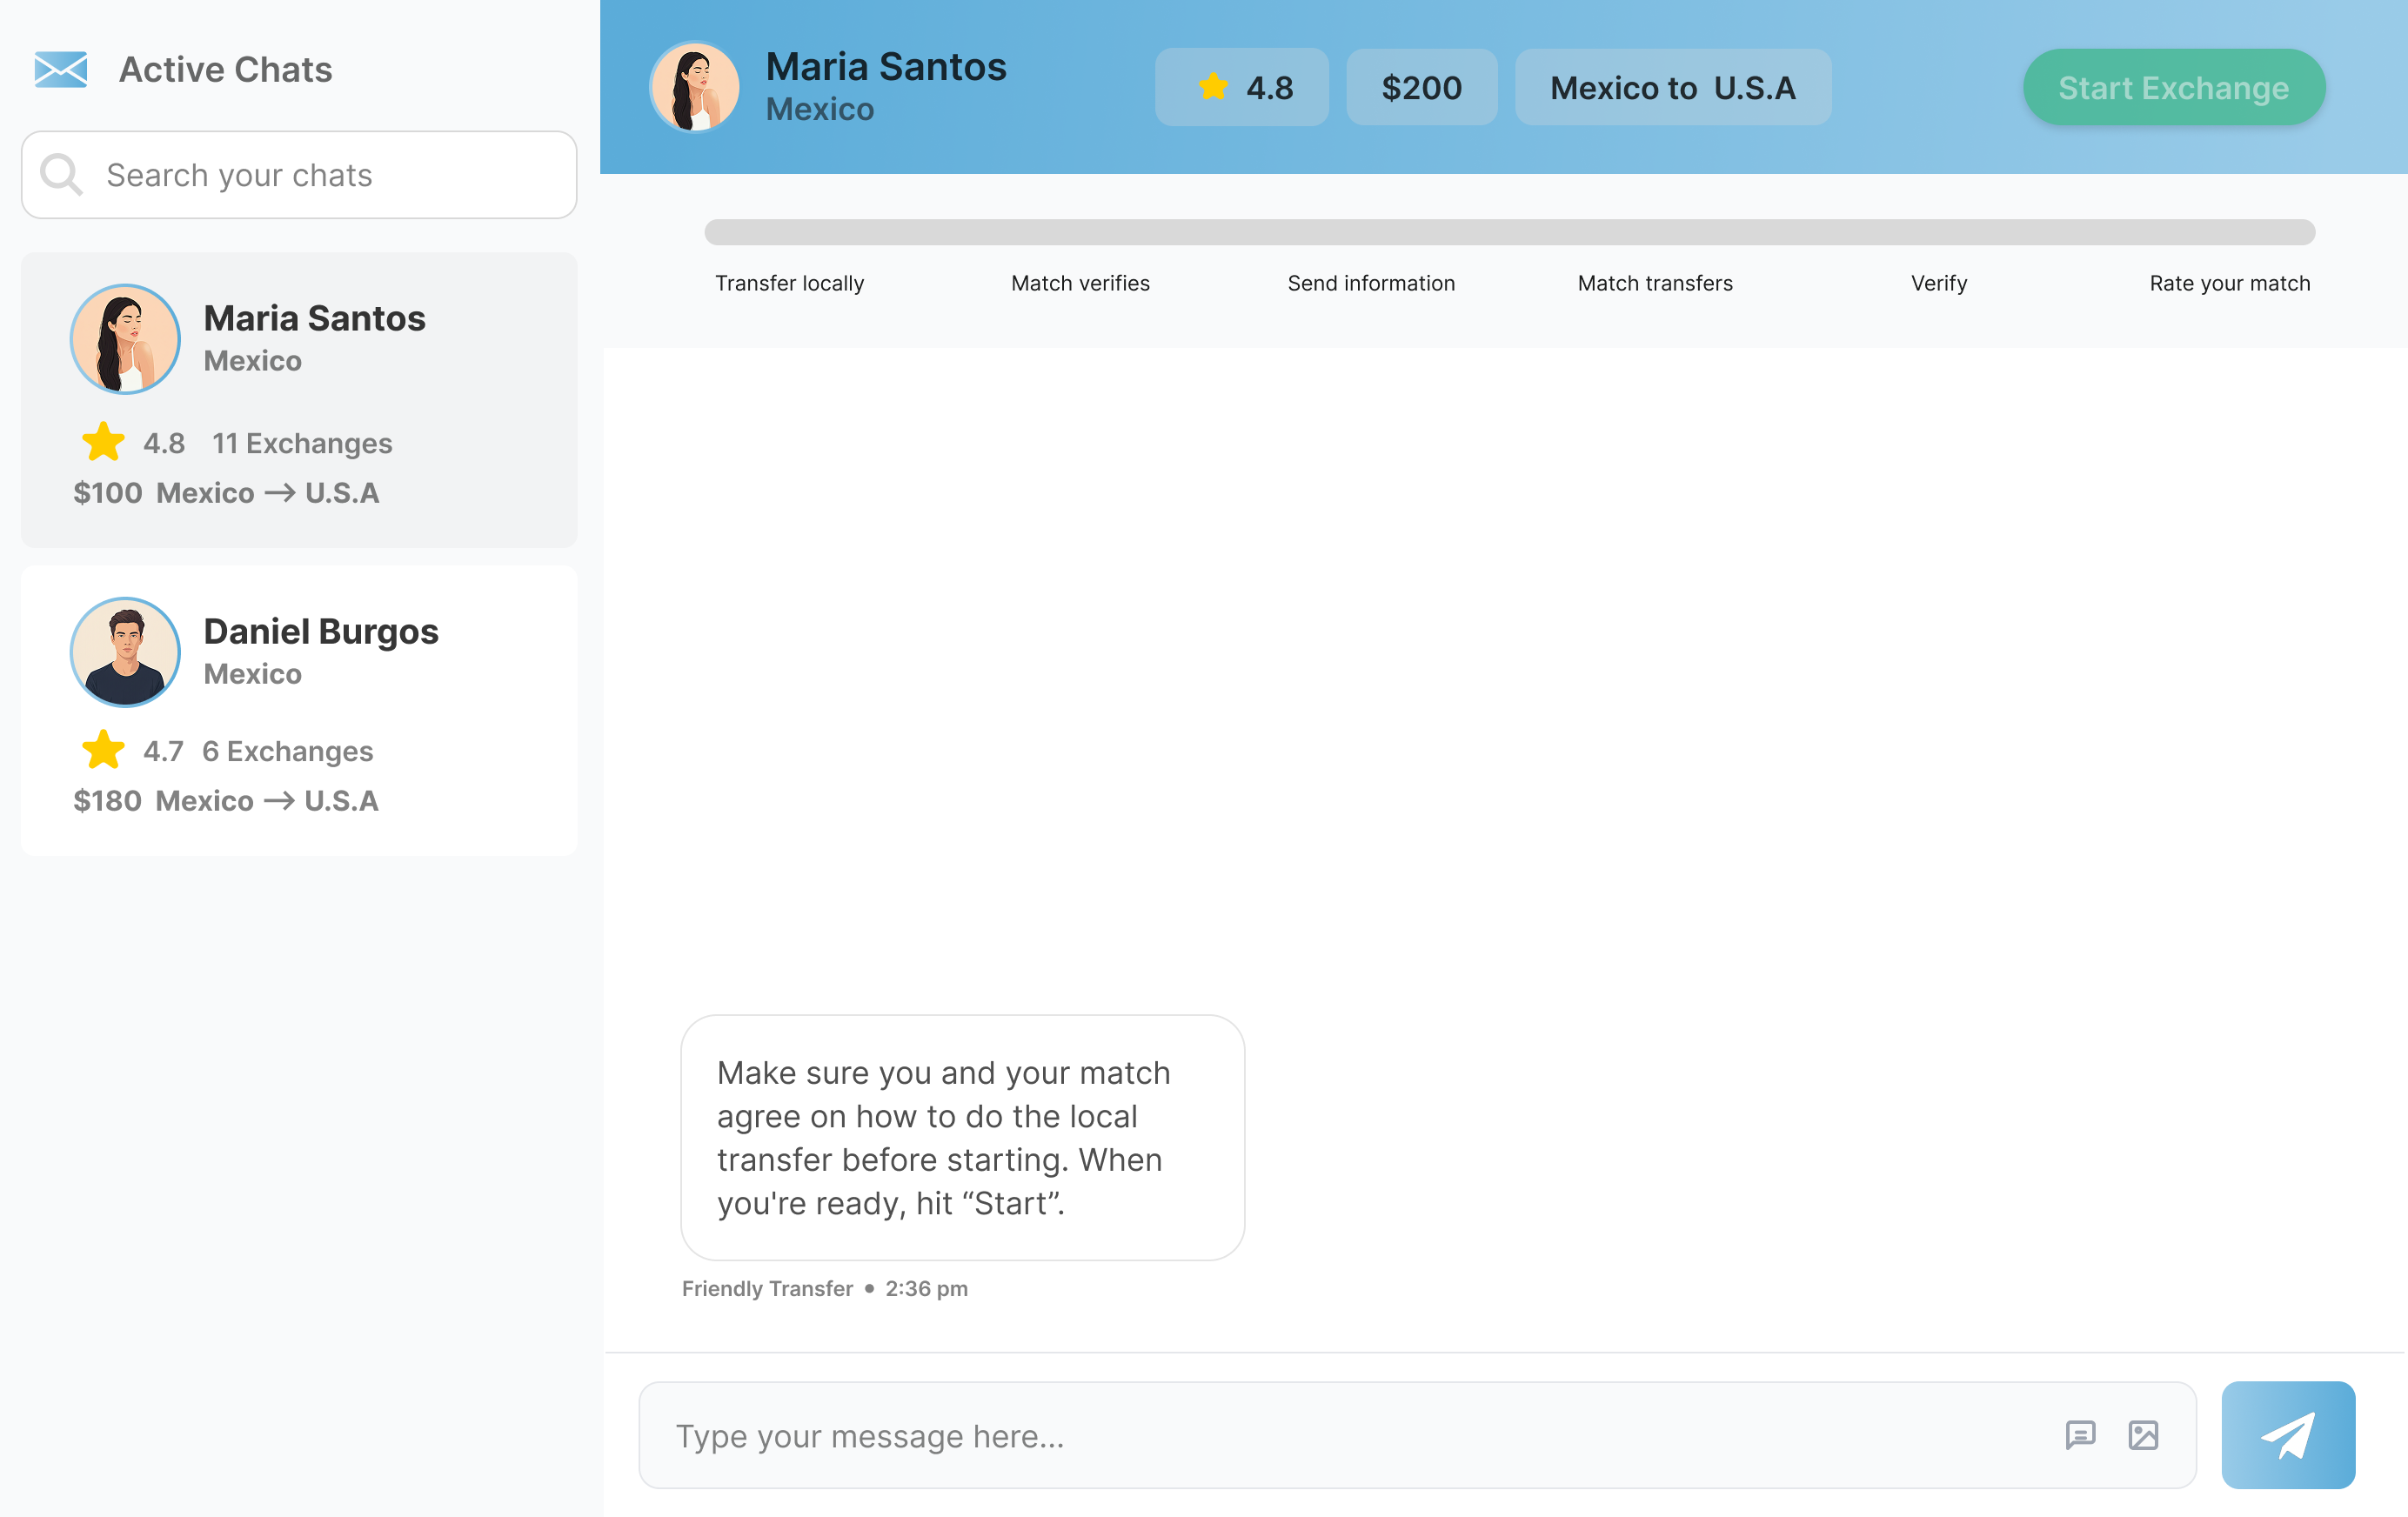 Active Chats
Search your chats
Maria Santos
Mexico
4.8 11 Exchanges
$100 Mexico → U.S.A
Daniel Burgos
Mexico
4.7 6 Exchanges
$180 Mexico → U.S.A
Maria Santos
Mexico
4.8
$200
Mexico to U.S.A
Start Exchange
Transfer locally
Match verifies
Send information
Match transfers
Verify
Rate your match
Make sure you and your match
agree on how to do the local
transfer before starting. When
you're ready, hit “Start”.
Friendly Transfer • 2:36 pm
Type your message here...